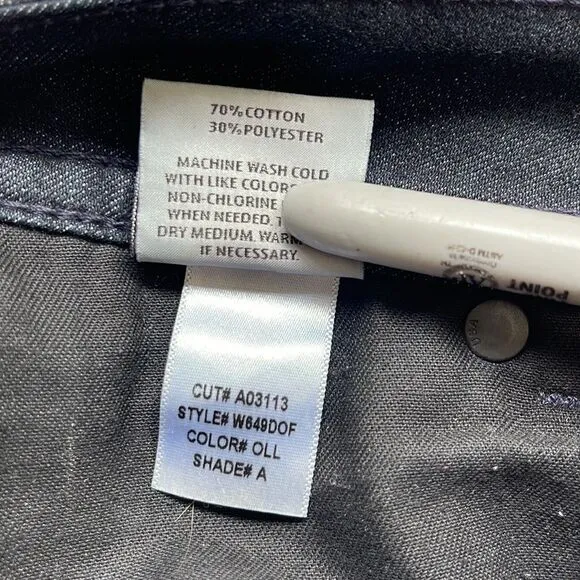 70% COTTON
30% POLYESTER
MACHINE WASH COLD
WITH LIKE COLORS
NON-CHLORINE
WHEN NEEDED.
DRY MEDIUM. WARM
IF NECESSARY.
CUT# A03113
STYLE# W649DOF
COLOR# OLL
SHADE# A
POINT